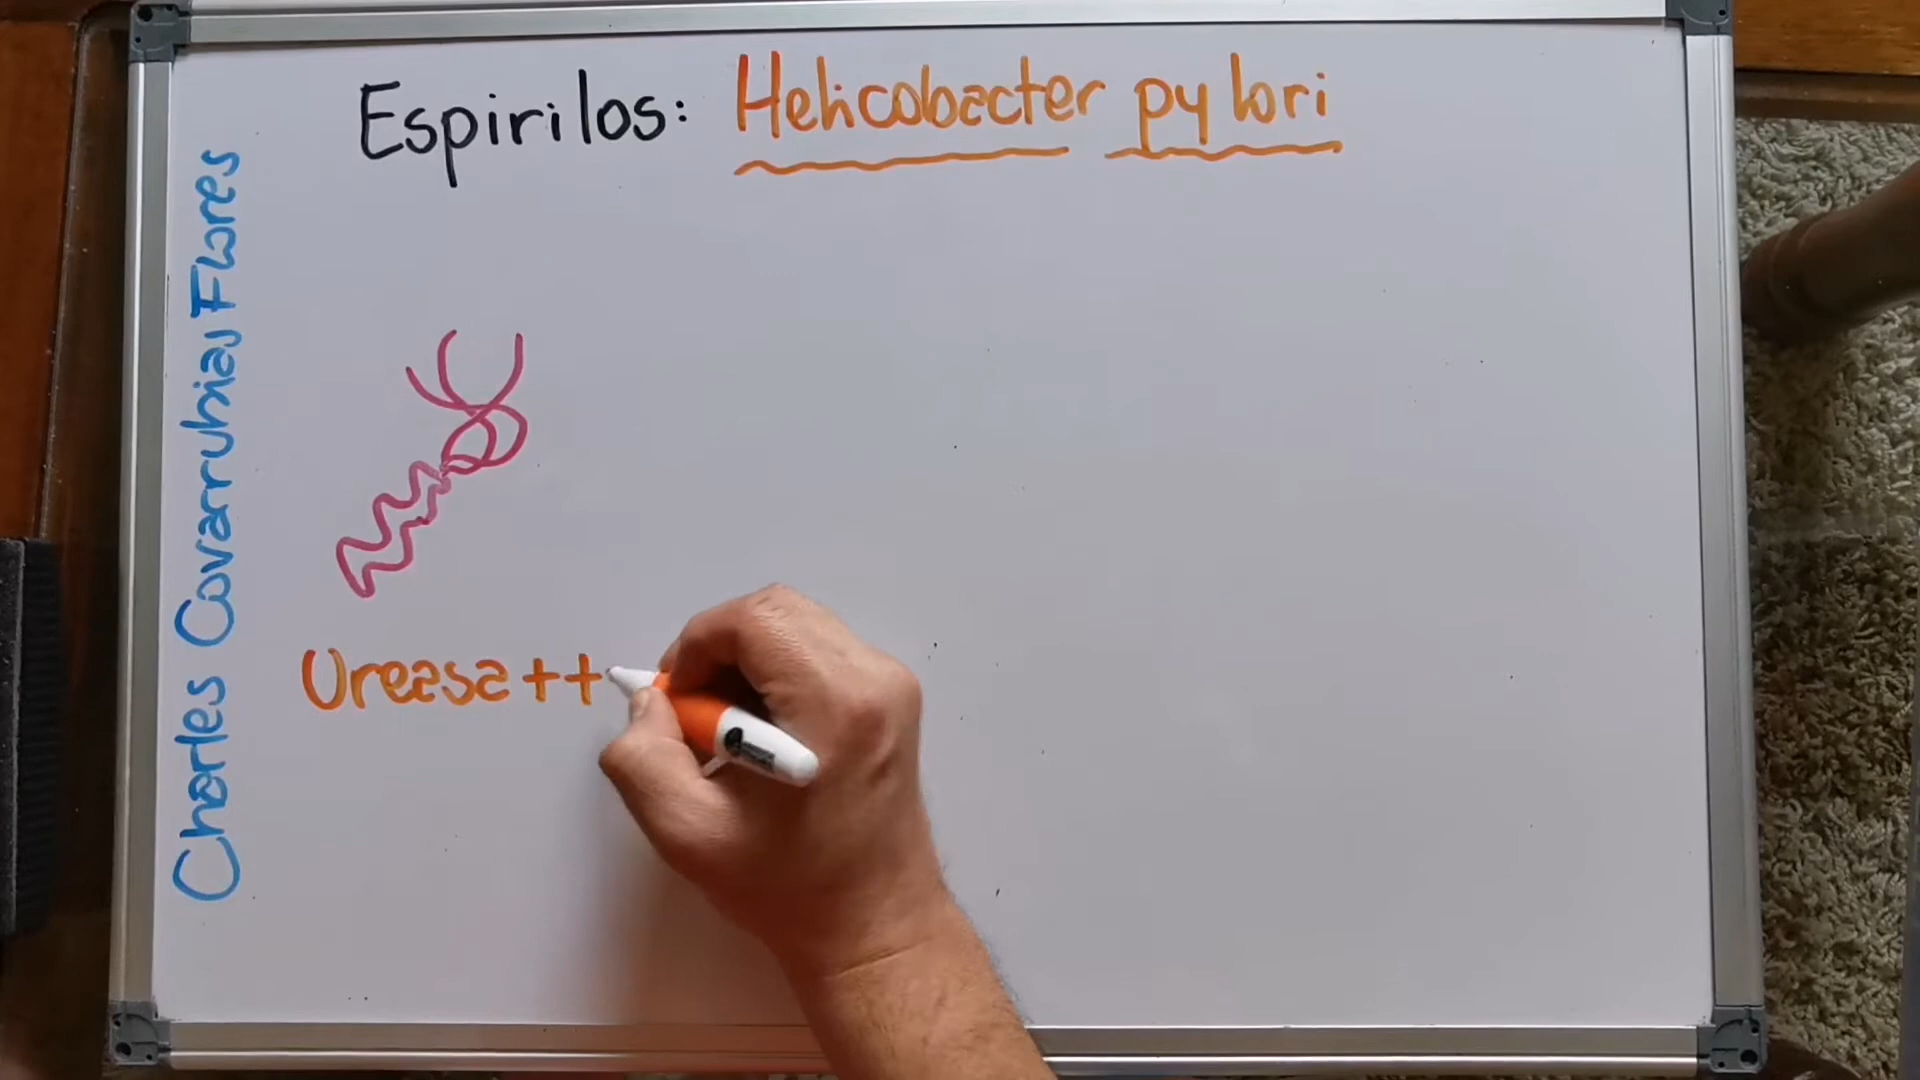 Espirilos: Helicobacter pylori
Charles Covarrubias Flores
Ureasa ++